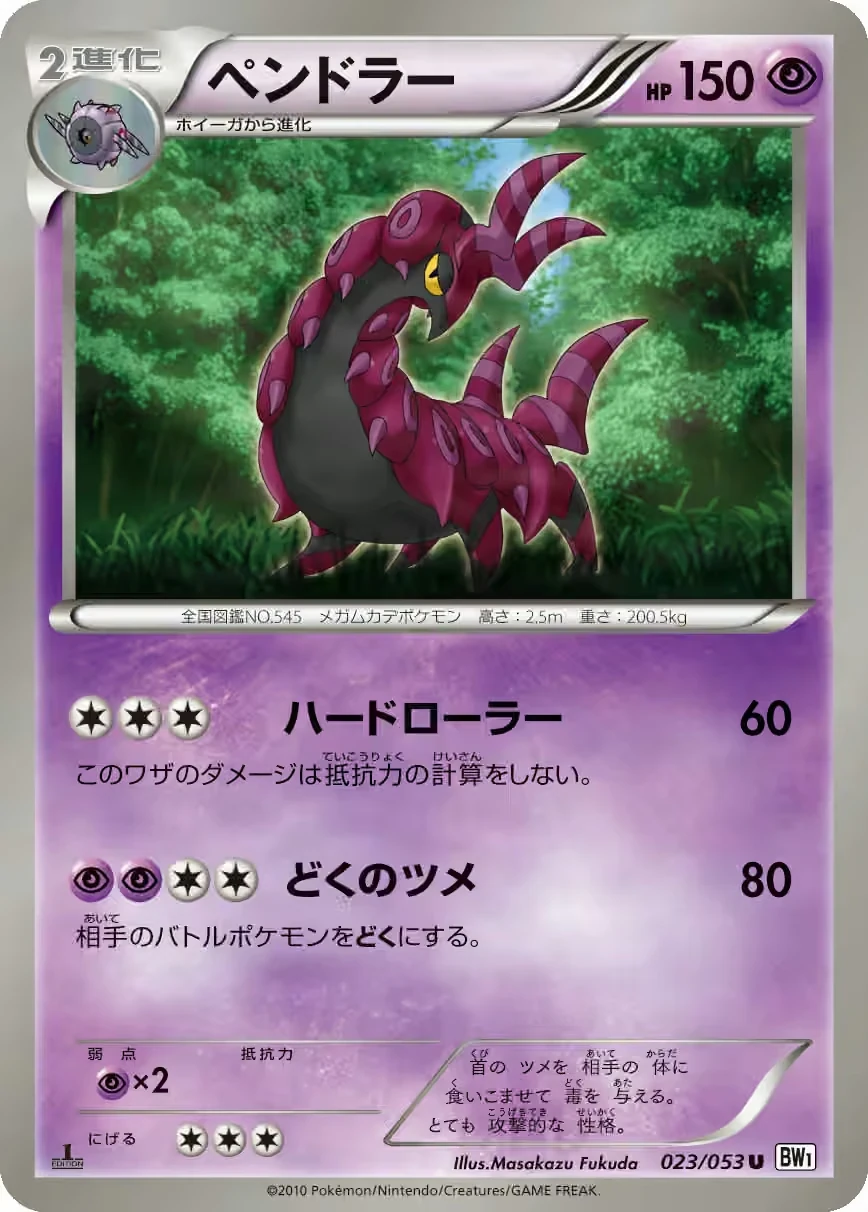 2進化 ペンドラー HP 150
ホイーガから進化
全国図鑑NO.545 メガムカデポケモン 高さ：2.5m 重さ：200.5kg
ハードローラー 60
このワザのダメージは抵抗力の計算をしない。
どくのツメ 80
相手のバトルポケモンをどくにする。
弱点 抵抗力
×2
にげる
首の ツメを 相手の 体に
食いこませて 毒を 与える。
とても 攻撃的な 性格。
1 EDITION
Illus.Masakazu Fukuda 023/053 U BW1
©2010 Pokémon/Nintendo/Creatures/GAME FREAK.